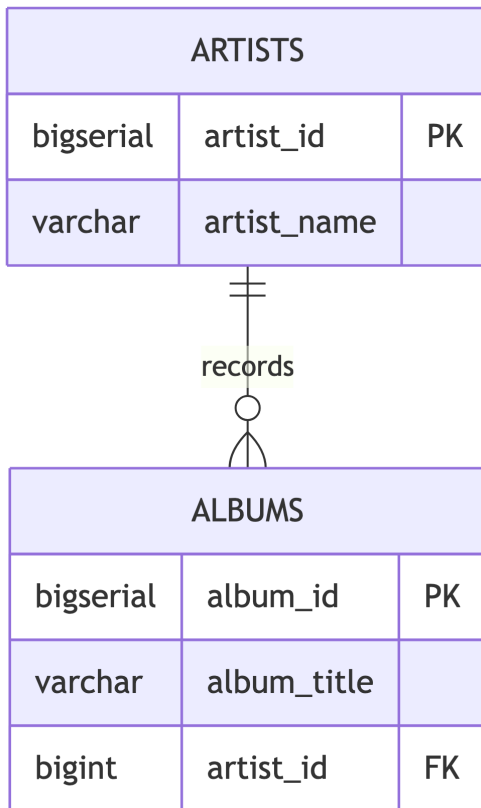 ARTISTS
bigserial artist_id PK
varchar artist_name
records
ALBUMS
bigserial album_id PK
varchar album_title
bigint artist_id FK